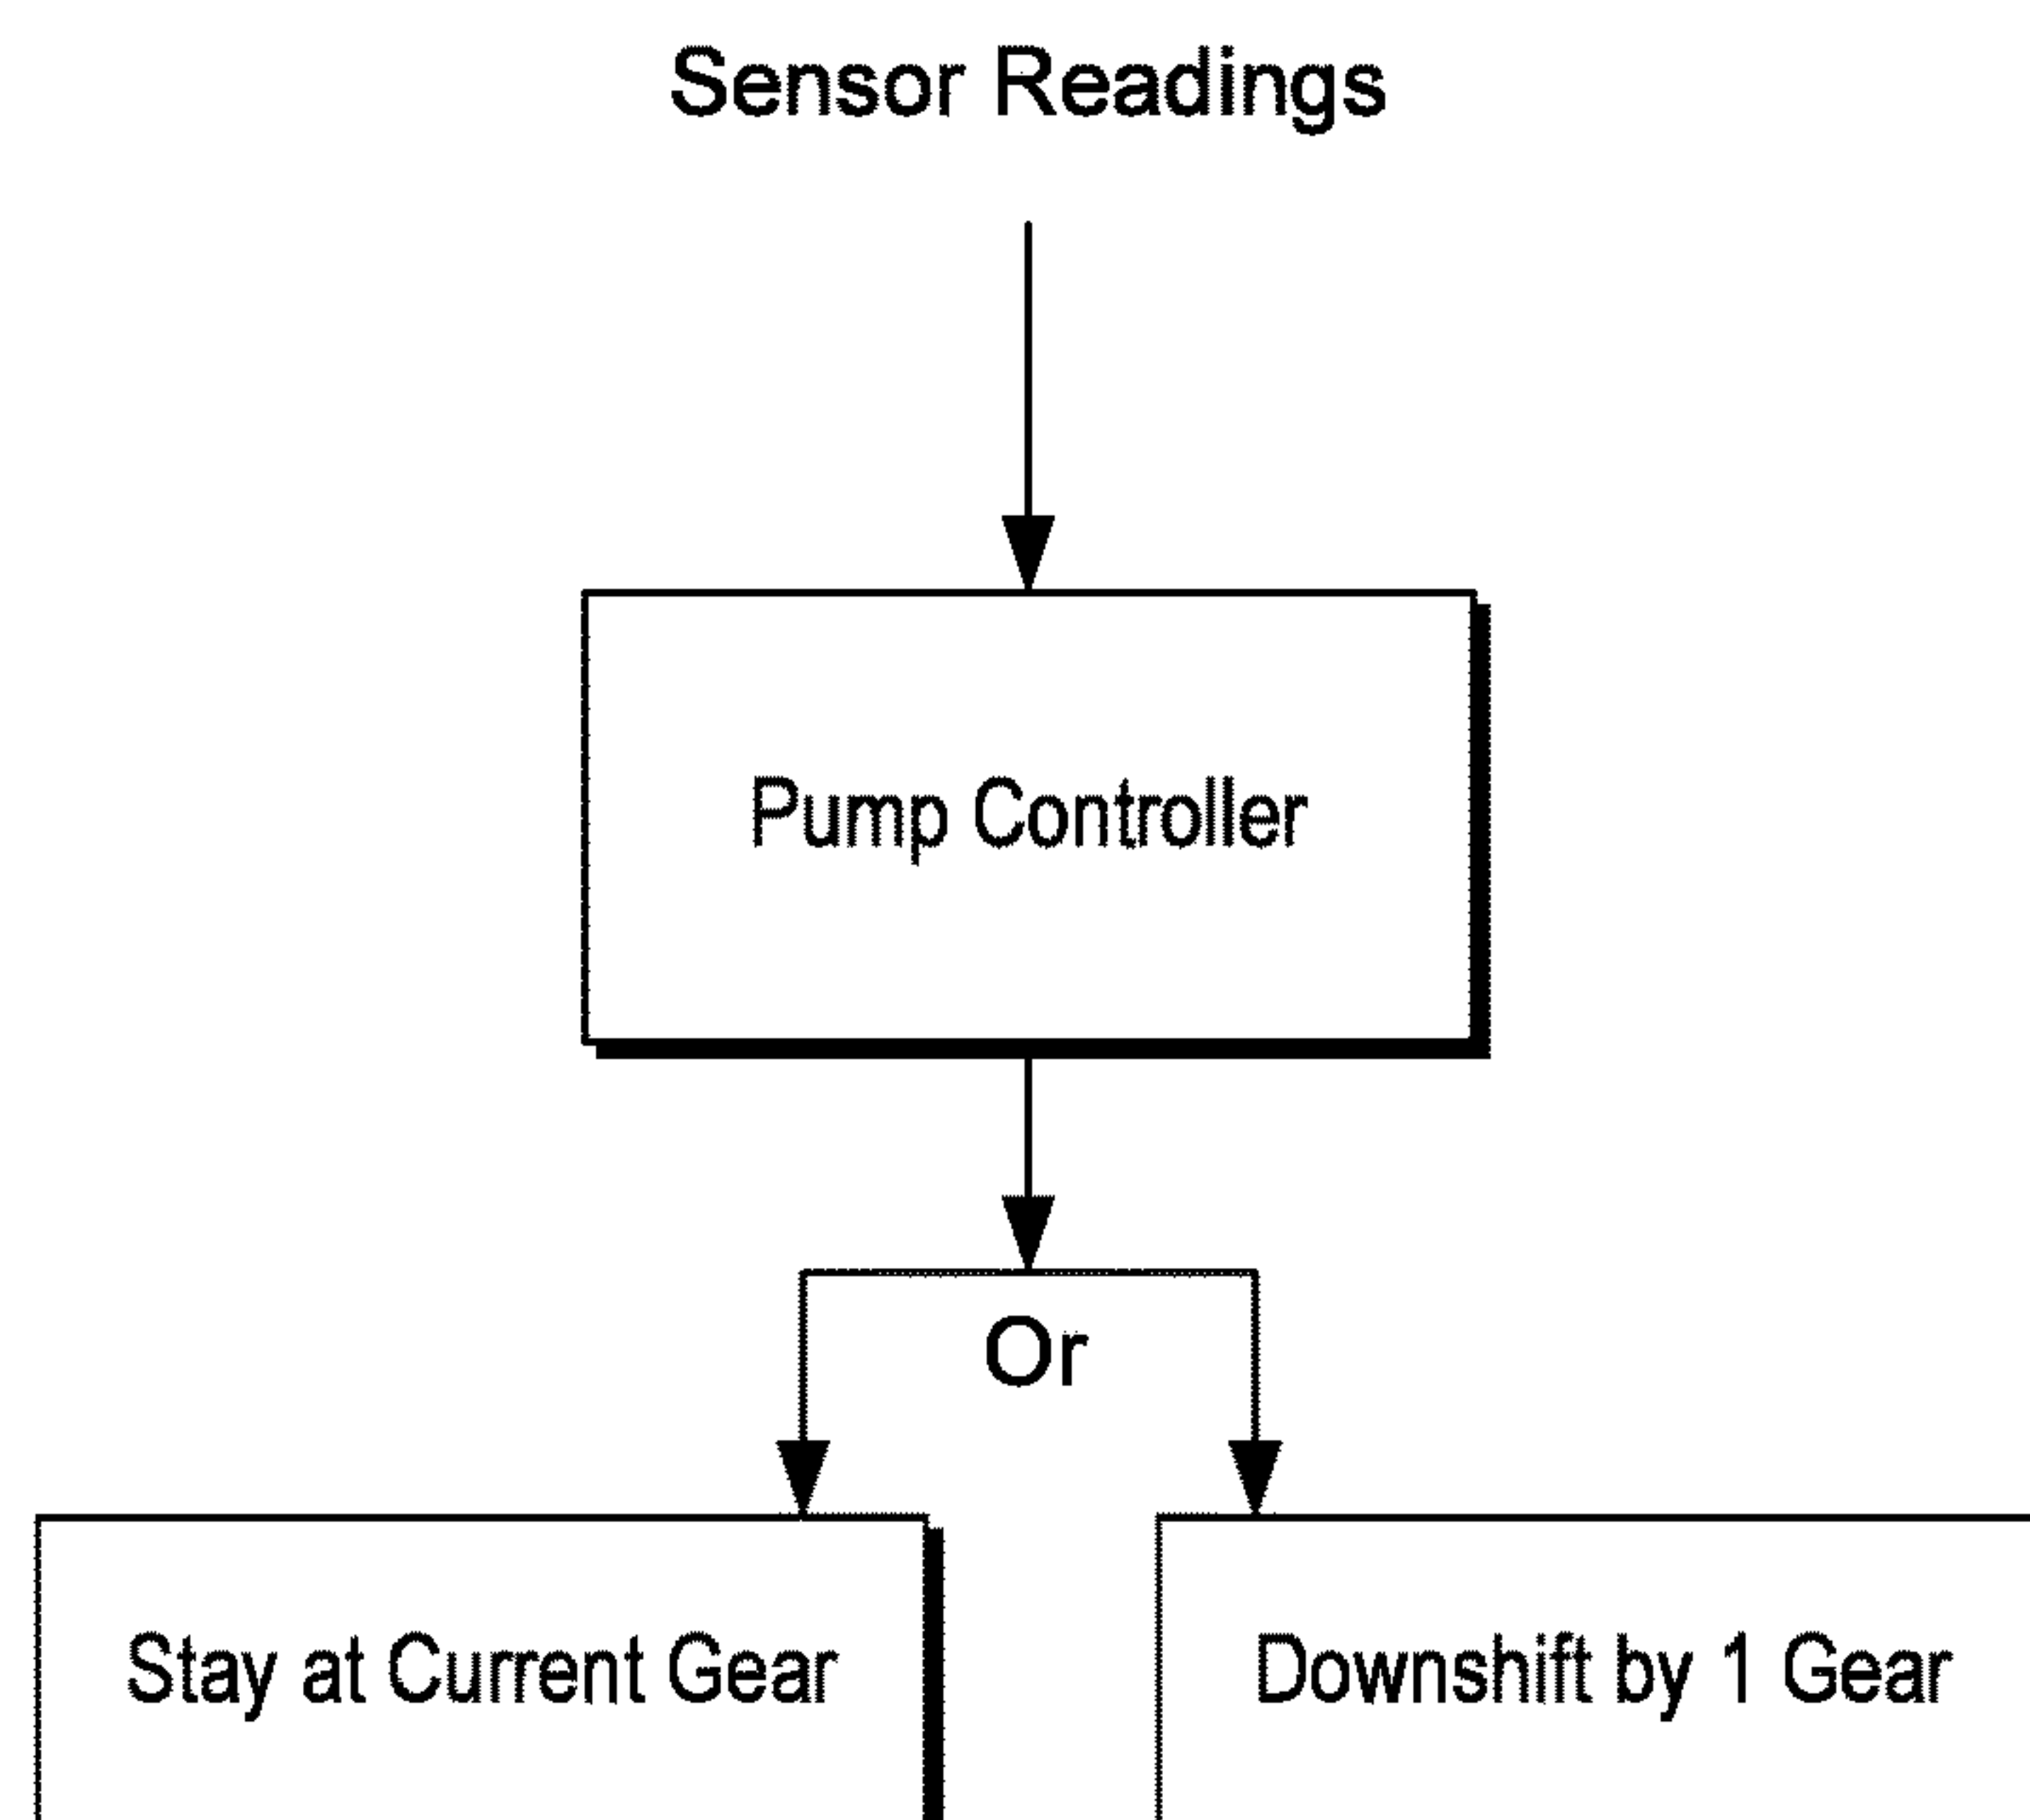 Sensor Readings
Pump Controller
Or
Stay at Current Gear
Downshift by 1 Gear